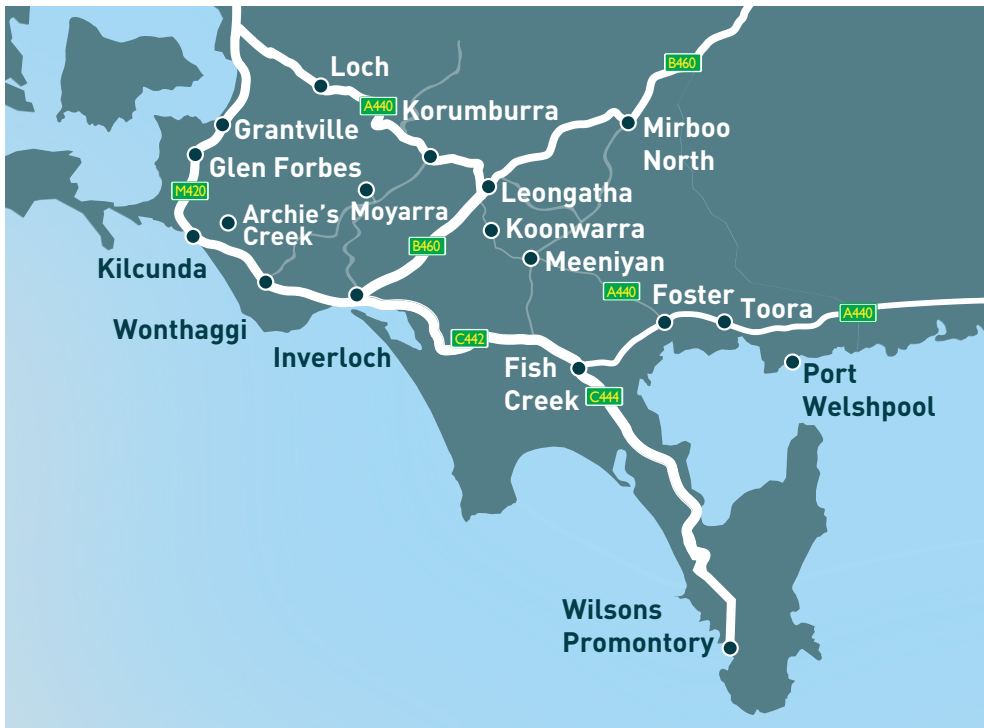 B460
Loch
A440
Korumburra
Grantville
Mirboo
North
Glen Forbes
M420
Leongatha
Archie's
Creek
Moyarra
Koonwarra
B460
Kilcunda
Meeniyan
A440
Foster
Toora
A440
Wonthaggi
Inverloch
C442
Fish
Creek
C444
Port
Welshpool
Wilsons
Promontory